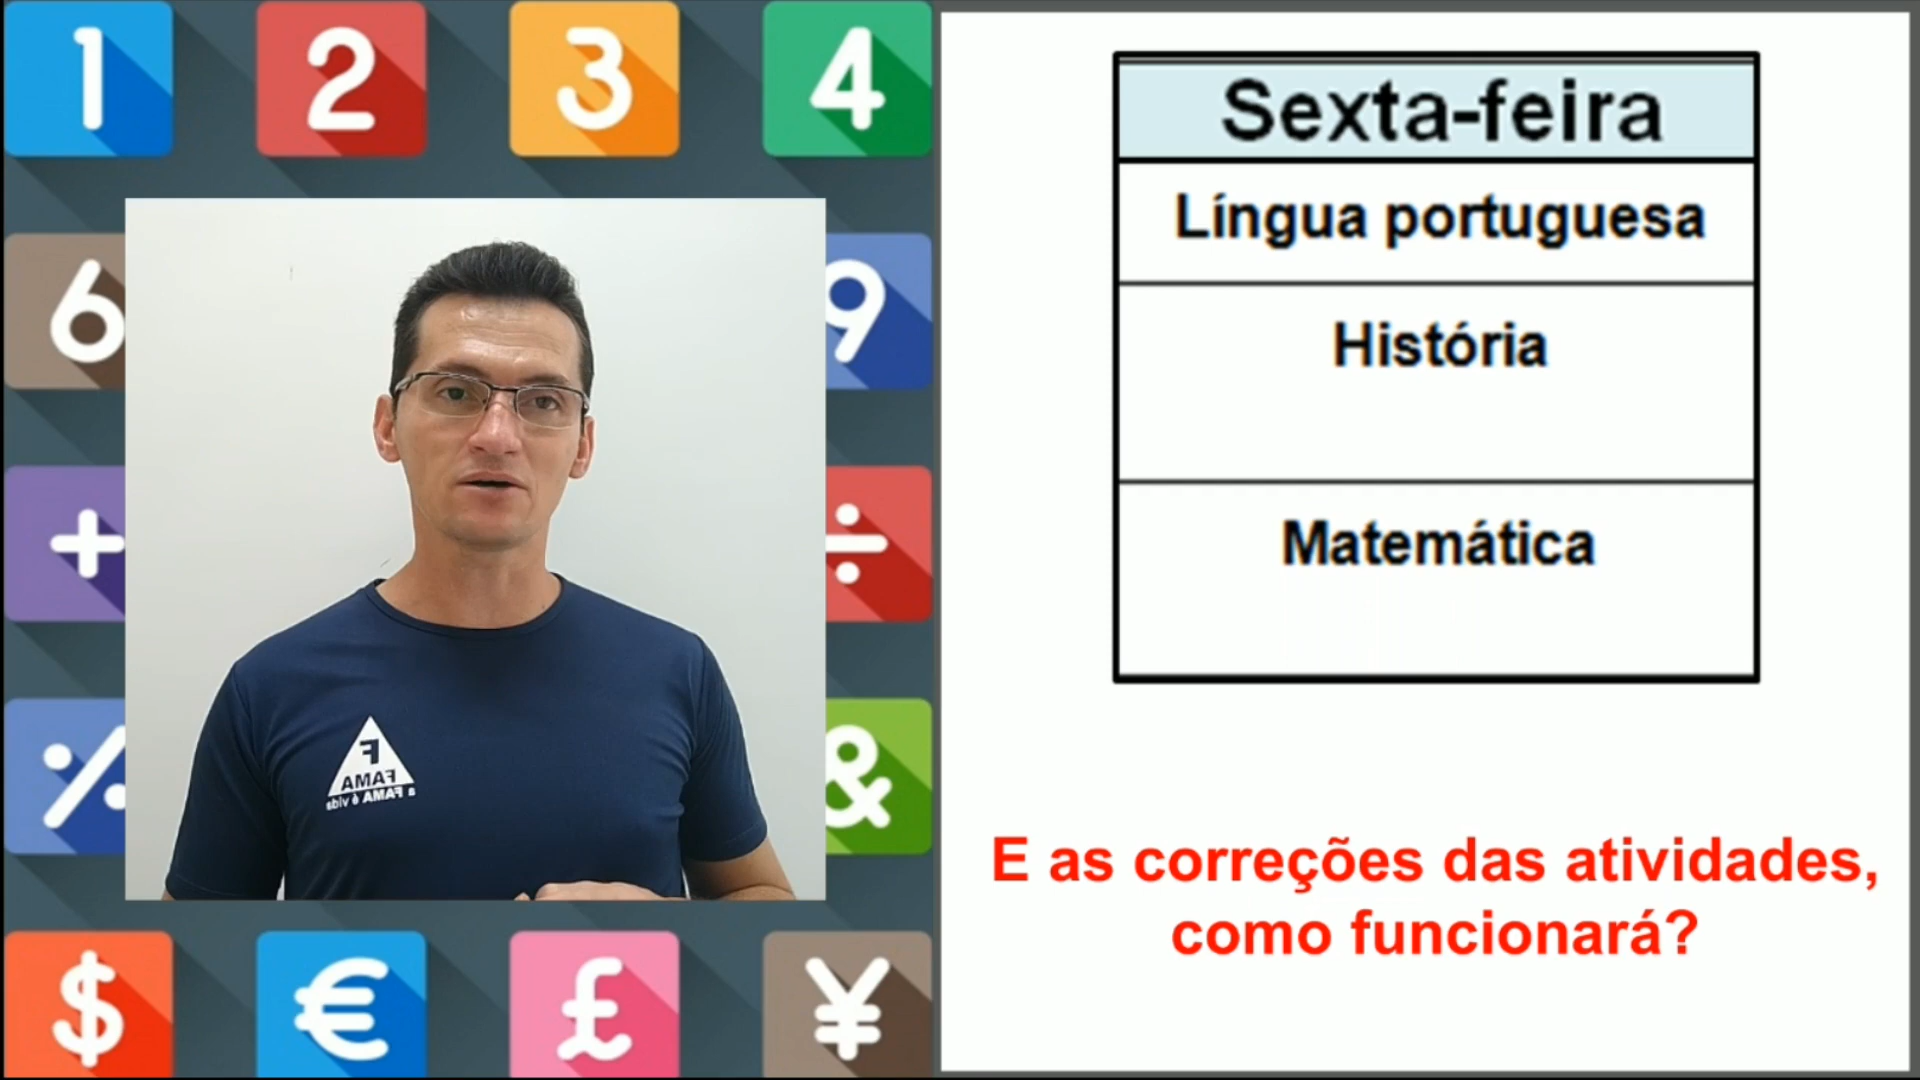 1 2 3 4
6 9
+ ÷
% &
$ € £ ¥
F
FAMA
a FAMA é vida
Sexta-feira
Língua portuguesa
História
Matemática
E as correções das atividades,
como funcionará?